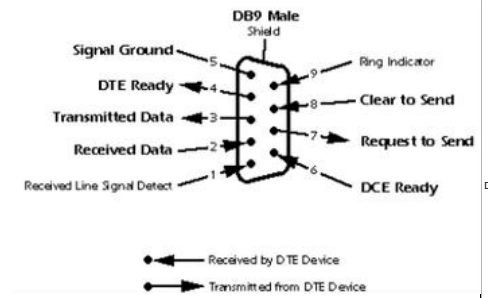 DB9 Male
Shield
Signal Ground
5
9
Ring Indicator
DTE Ready
4
8
Clear to Send
Transmitted Data
3
7
Request to Send
Received Data
2
6
DCE Ready
Received Line Signal Detect
1
Received by DTE Device
Transmitted from DTE Device